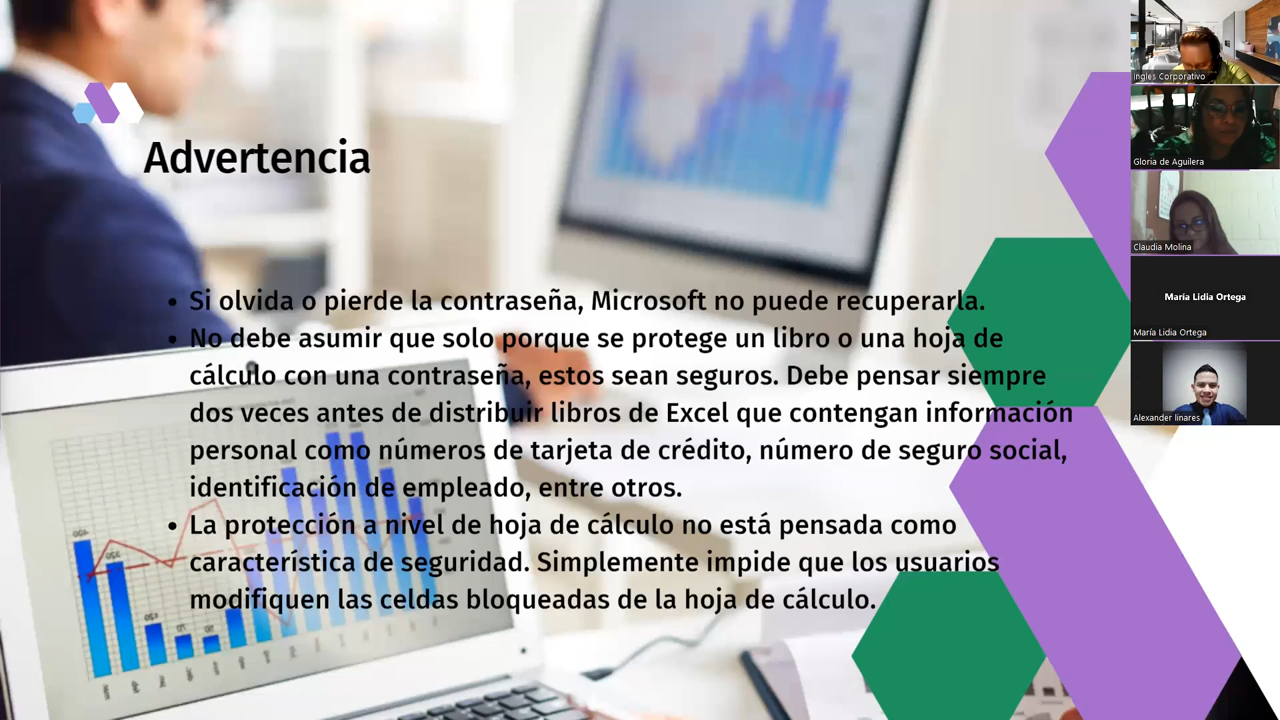 Advertencia
• Si olvida o pierde la contraseña, Microsoft no puede recuperarla.
• No debe asumir que solo porque se protege un libro o una hoja de
cálculo con una contraseña, estos sean seguros. Debe pensar siempre
dos veces antes de distribuir libros de Excel que contengan información
personal como números de tarjeta de crédito, número de seguro social,
identificación de empleado, entre otros.
• La protección a nivel de hoja de cálculo no está pensada como
característica de seguridad. Simplemente impide que los usuarios
modifiquen las celdas bloqueadas de la hoja de cálculo.
Ingles Corporativo
Gloria de Aguilera
Claudia Molina
María Lidia Ortega
María Lidia Ortega
Alexander linares